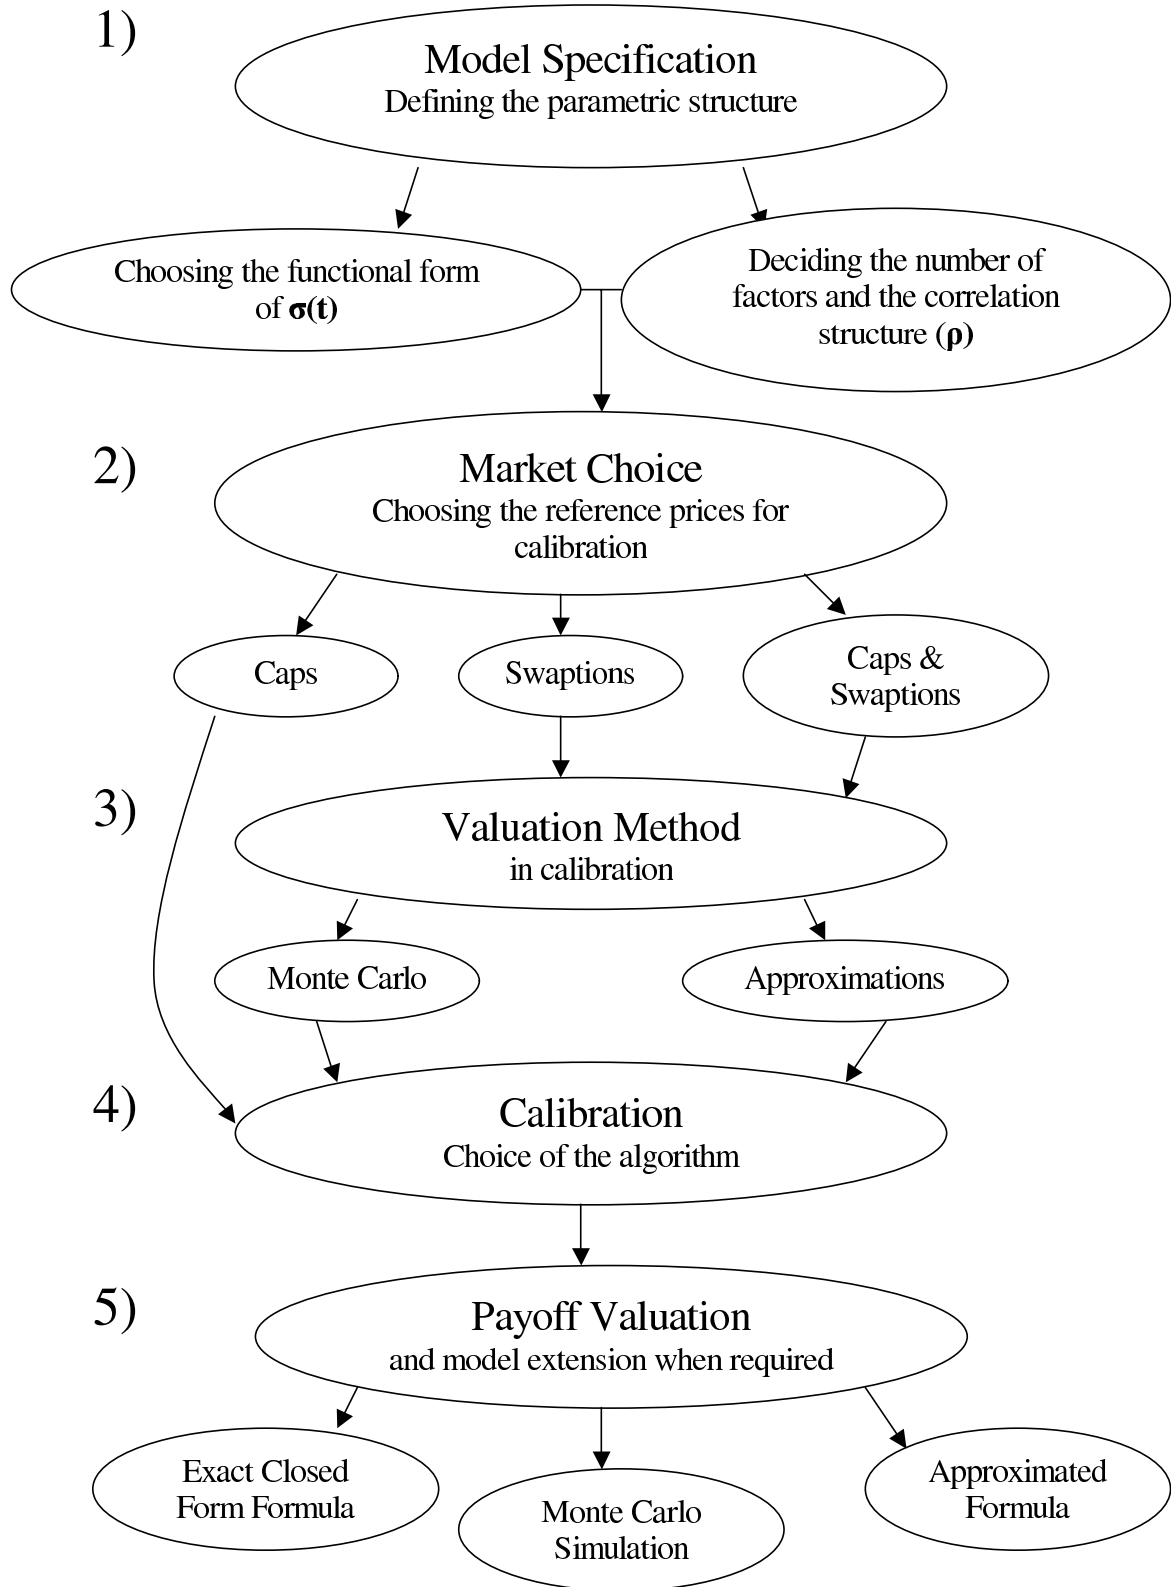 1)
Model Specification
Defining the parametric structure
Choosing the functional form
of σ(t)
Deciding the number of
factors and the correlation
structure (ρ)
2)
Market Choice
Choosing the reference prices for
calibration
Caps
Swaptions
Caps &
Swaptions
3)
Valuation Method
in calibration
Monte Carlo
Approximations
4)
Calibration
Choice of the algorithm
5)
Payoff Valuation
and model extension when required
Exact Closed
Form Formula
Monte Carlo
Simulation
Approximated
Formula